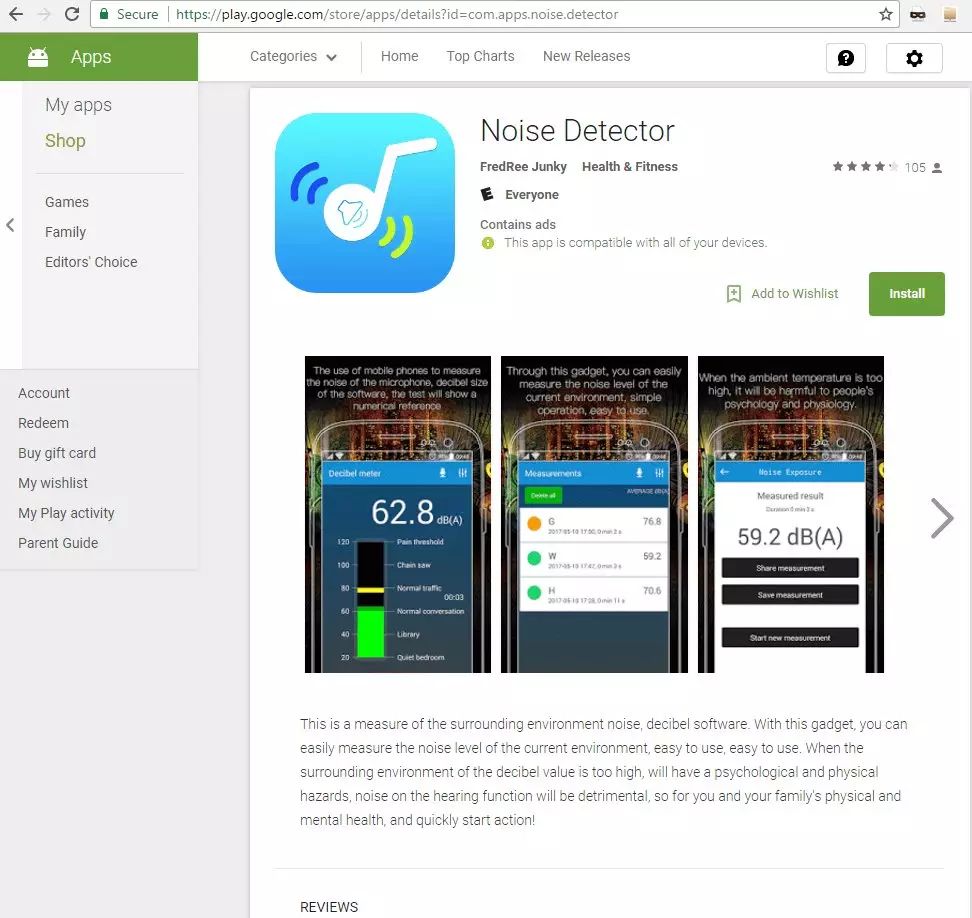 Secure
https://play.google.com/store/apps/details?id=com.apps.noise.detector
Apps
Categories
Home
Top Charts
New Releases
My apps
Shop
Games
Family
Editors' Choice
Account
Redeem
Buy gift card
My wishlist
My Play activity
Parent Guide
Noise Detector
FredRee Junky Health & Fitness
105
E Everyone
Contains ads
This app is compatible with all of your devices.
Add to Wishlist
Install
The use of mobile phones to measure
the noise of the microphone, decibel size
of the software, the test will show a
numerical reference
Decibel meter
62.8 dB(A)
120 Pain threshold
100 Chain saw
80 Normal traffic
00:03
60 Normal conversation
40 Library
20 Quiet bedroom
Through this gadget, you can easily
measure the noise level of the
current environment, simple
operation, easy to use.
Measurements
Delete all
AVERAGE dB(A)
G 76.8
2017-05-10 17:50, 0 min 2 s
W 59.2
2017-05-10 17:47, 0 min 3 s
H 70.6
2017-05-10 17:28, 0 min 11 s
When the ambient temperature is too
high, it will be harmful to people's
psychology and physiology.
Noise Exposure
Measured result
Duration 0 min 3 s
59.2 dB(A)
Share measurement
Save measurement
Start new measurement
This is a measure of the surrounding environment noise, decibel software. With this gadget, you can
easily measure the noise level of the current environment, easy to use, easy to use. When the
surrounding environment of the decibel value is too high, will have a psychological and physical
hazards, noise on the hearing function will be detrimental, so for you and your family's physical and
mental health, and quickly start action!
REVIEWS